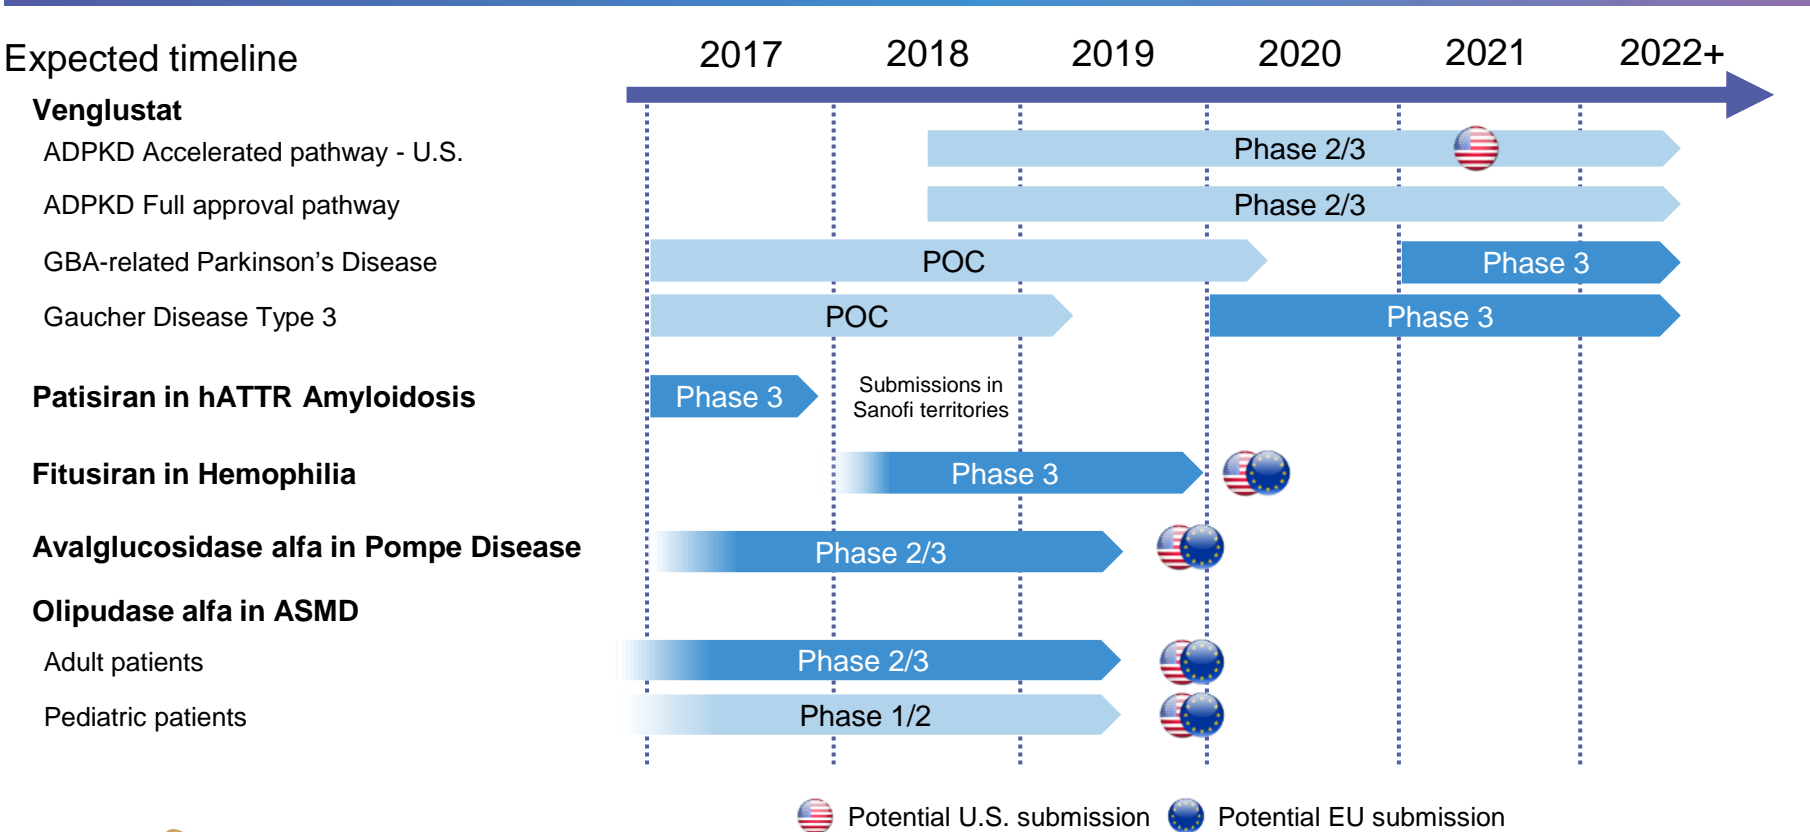 Expected timeline
2017 2018 2019 2020 2021 2022+
Venglustat
ADPKD Accelerated pathway - U.S.
Phase 2/3
ADPKD Full approval pathway
Phase 2/3
GBA-related Parkinson's Disease
POC
Phase 3
Gaucher Disease Type 3
POC
Phase 3
Patisiran in hATTR Amyloidosis
Phase 3
Submissions in
Sanofi territories
Fitusiran in Hemophilia
Phase 3
Avalglucosidase alfa in Pompe Disease
Phase 2/3
Olipudase alfa in ASMD
Adult patients
Phase 2/3
Pediatric patients
Phase 1/2
Potential U.S. submission
Potential EU submission